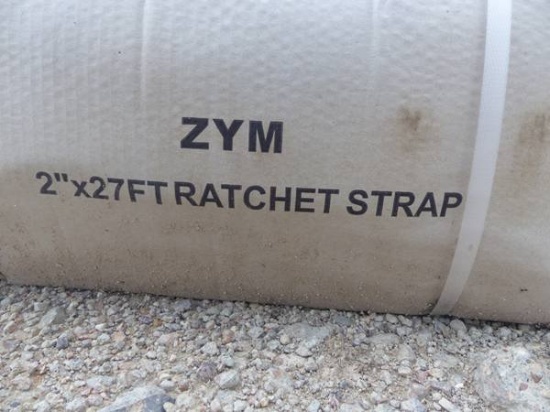 ZYM
2"x27FT RATCHET STRAP